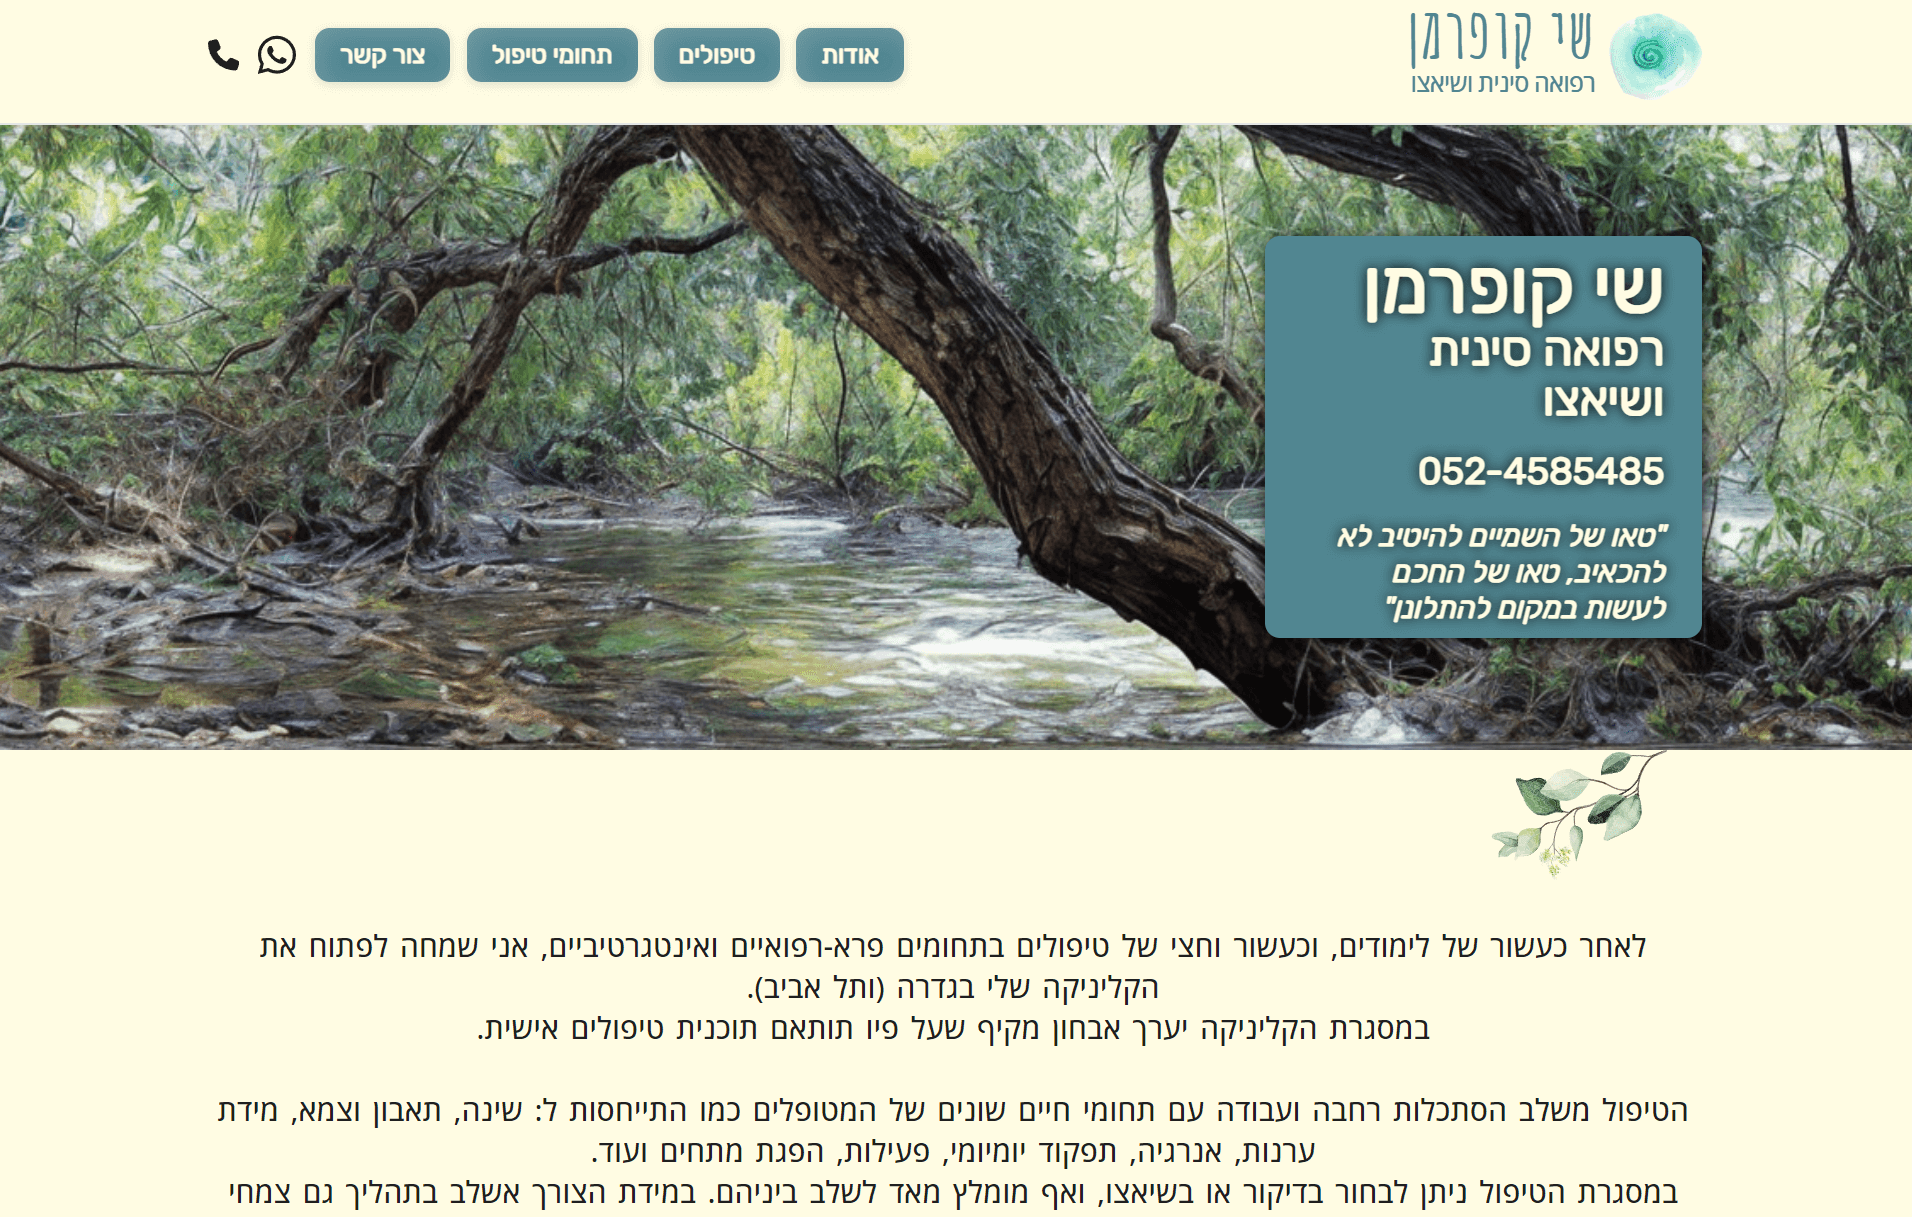 שי קופרמן
רפואה סינית ושיאצו
אודות
טיפולים
תחומי טיפול
צור קשר
שי קופרמן
רפואה סינית
ושיאצו
052-4585485
"טאו של השמיים להיטיב לא
להכאיב, טאו של החכם
לעשות במקום להתלונן"
לאחר כעשור של לימודים, וכעשור וחצי של טיפולים בתחומים פרא-רפואיים ואינטגרטיביים, אני שמחה לפתוח את
הקליניקה שלי בגדרה (ותל אביב).
במסגרת הקליניקה יערך אבחון מקיף שעל פיו תותאם תוכנית טיפולים אישית.
הטיפול משלב הסתכלות רחבה ועבודה עם תחומי חיים שונים של המטופלים כמו התייחסות ל: שינה, תאבון וצמא, מידת
ערנות, אנרגיה, תפקוד יומיומי, פעילות, הפגת מתחים ועוד.
במסגרת הטיפול ניתן לבחור בדיקור או בשיאצו, ואף מומלץ מאד לשלב ביניהם. במידת הצורך אשלב בתהליך גם צמחי